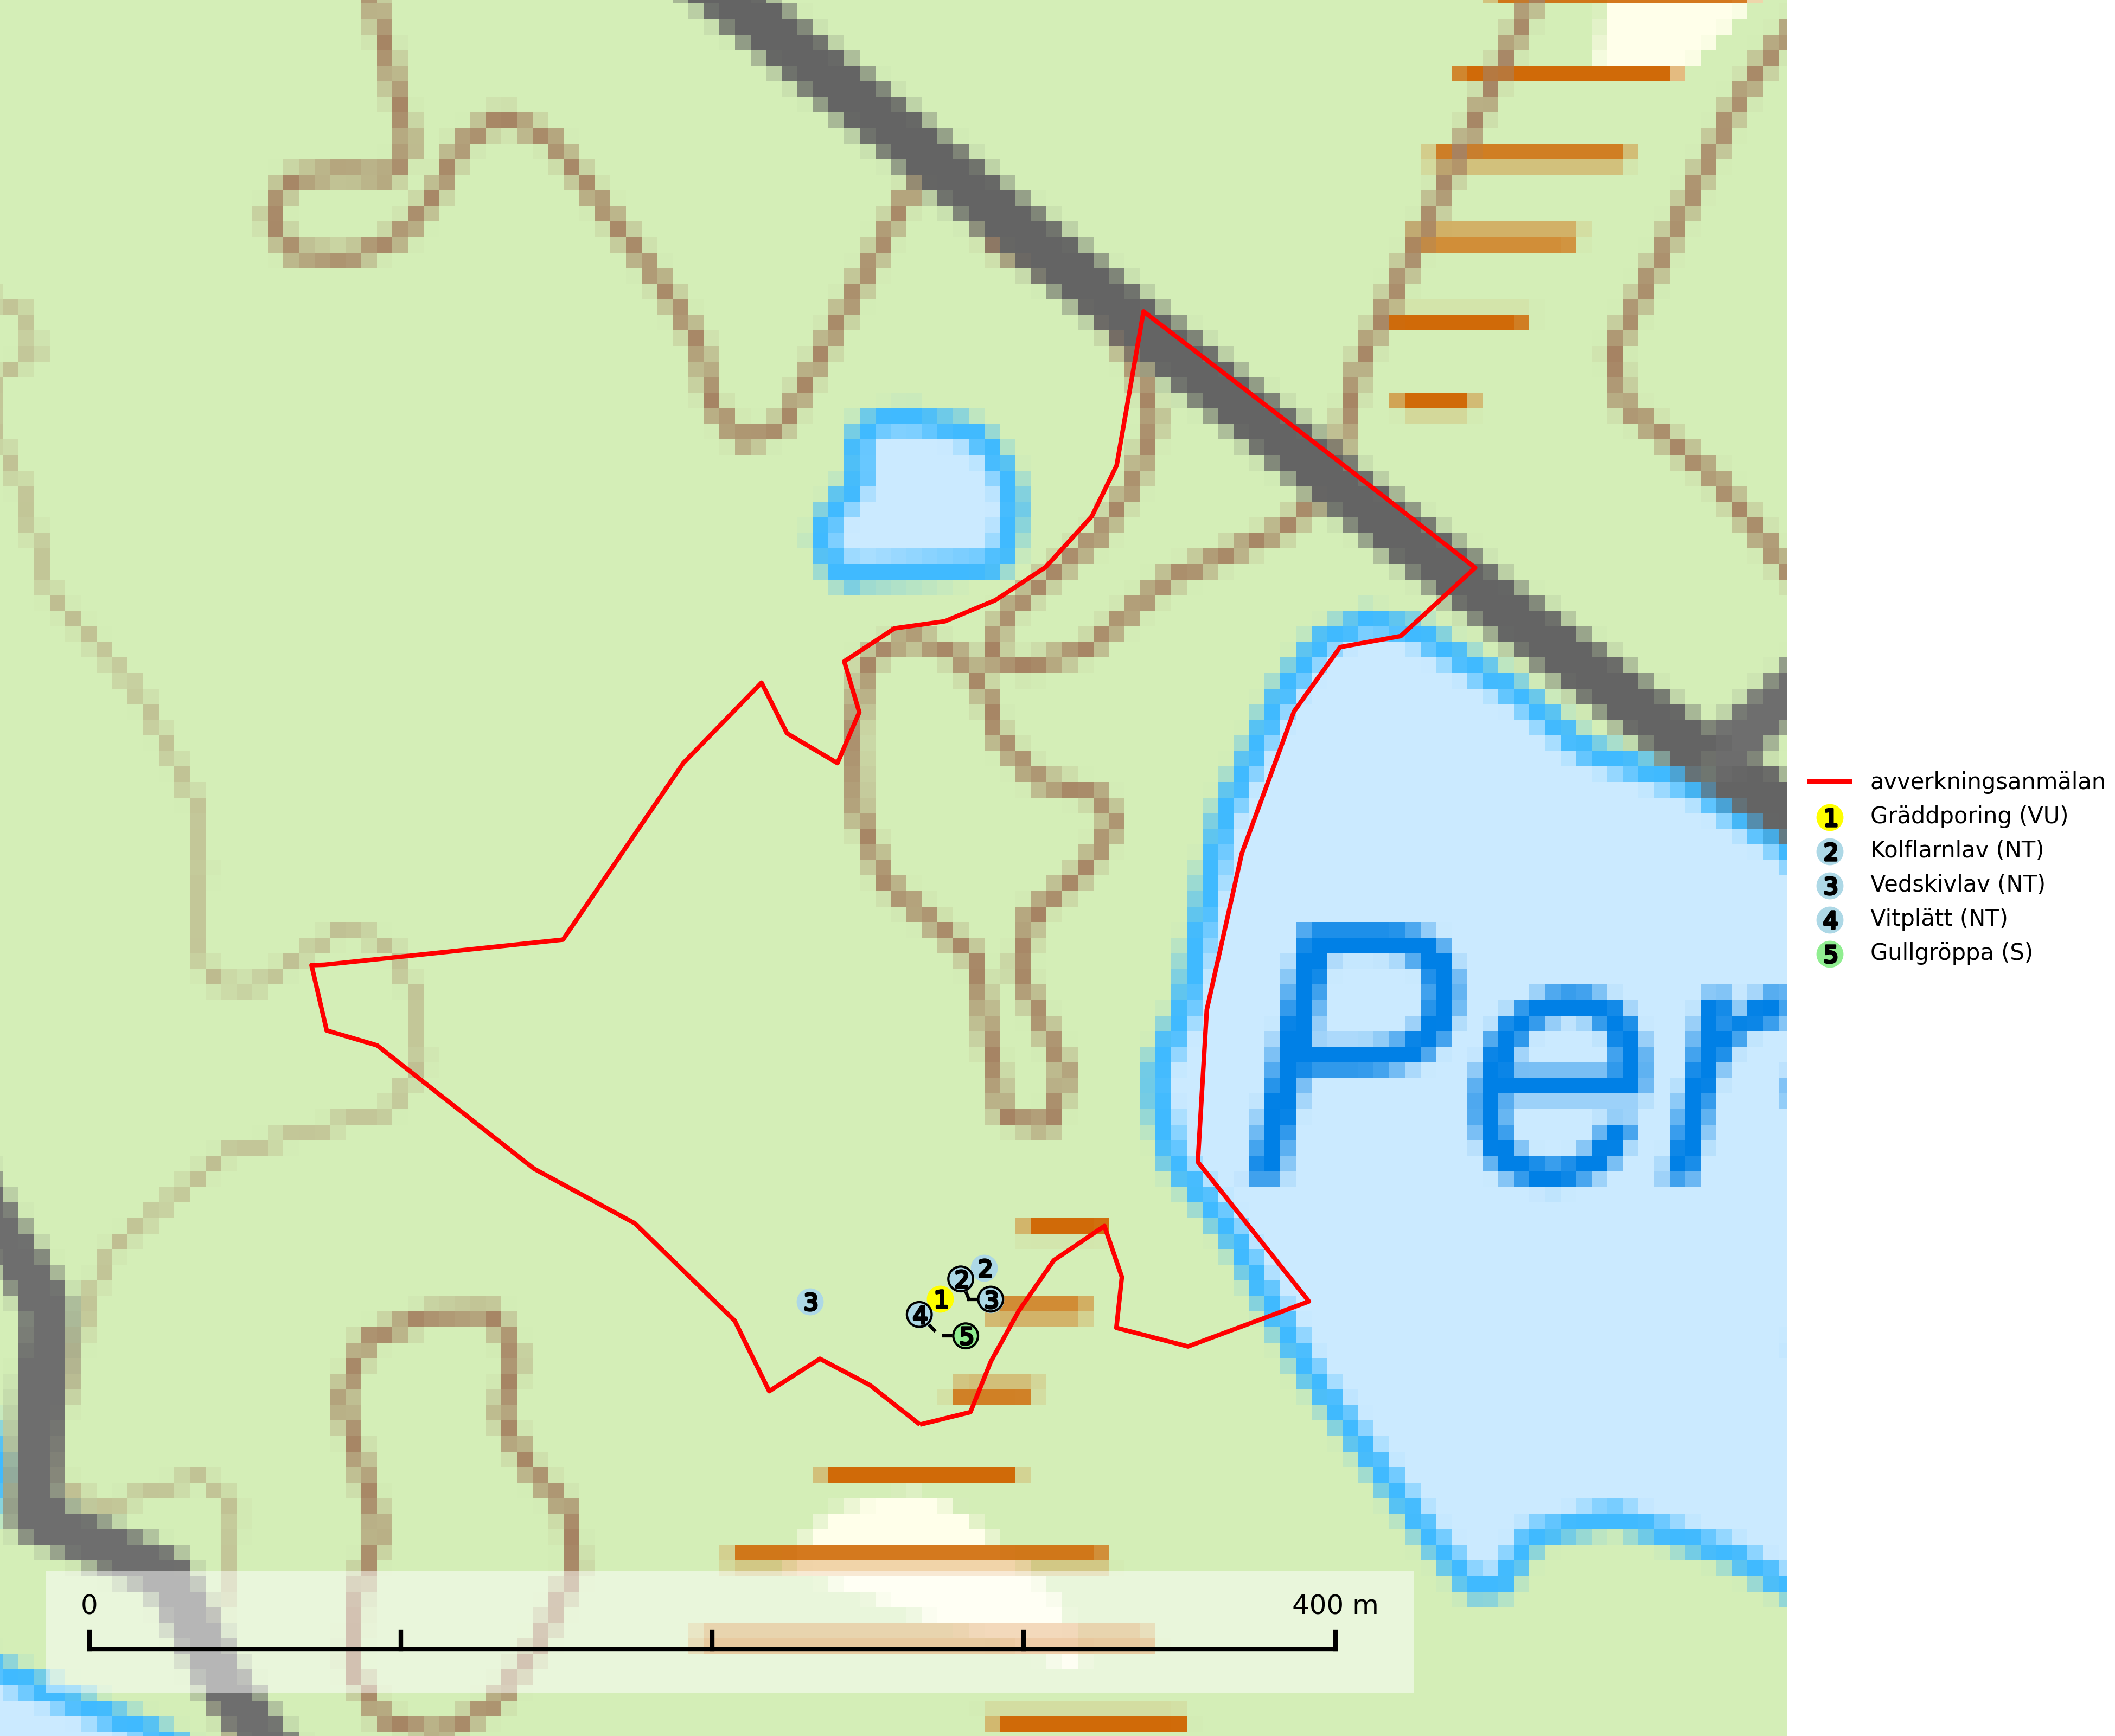 Per
avverkningsanmälan
1 Gräddporing (VU)
2 Kolflarnlav (NT)
3 Vedskivlav (NT)
4 Vitplätt (NT)
5 Gullgröppa (S)
2
2
3
1
3
4
5
0 400 m